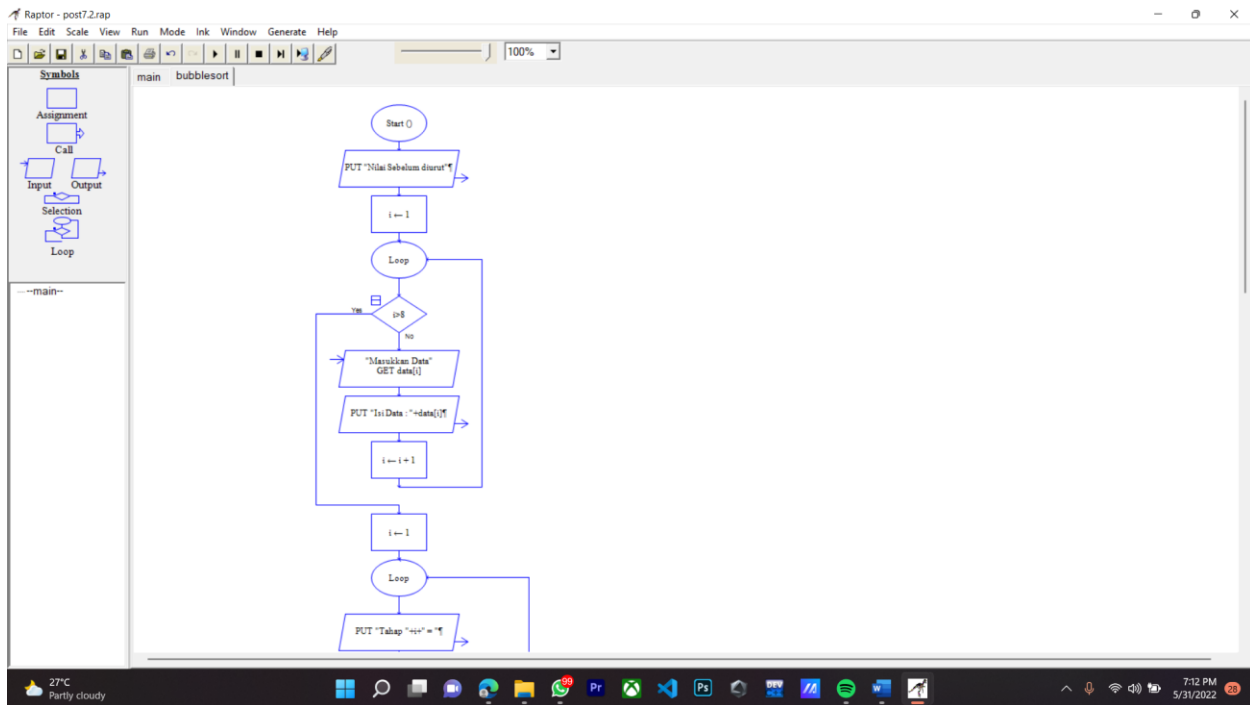 Raptor - post7.2.rap
File Edit Scale View Run Mode Ink Window Generate Help
100%
Symbols
Assignment
Call
Input Output
Selection
Loop
--main--
main bubblesort
Start ()
PUT "Nilai Sebelum diurut"¶
i ← 1
Loop
i>8
Yes
No
"Masukkan Data"
GET data[i]
PUT "Isi Data : "+data[i]¶
i ← i + 1
i ← 1
Loop
PUT "Tahap "+i+" = "¶
27°C
Partly cloudy
99
Pr
Ps
DEV
W
7:12 PM
5/31/2022
28